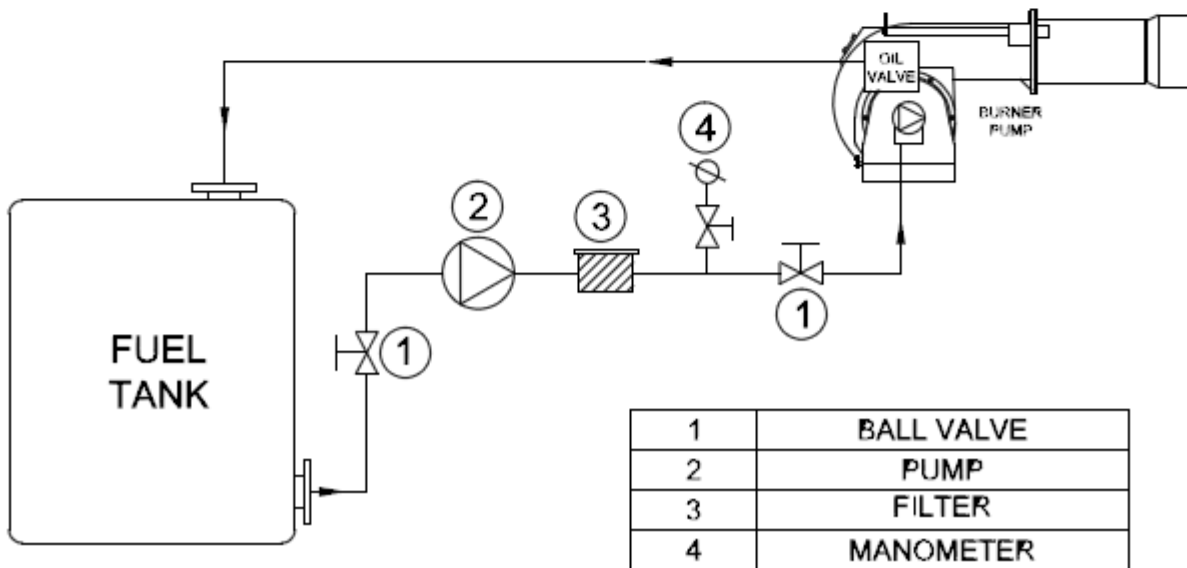 OIL
VALVE
BURNER
PUMP
4
2
3
1
1
FUEL
TANK
1 BALL VALVE
2 PUMP
3 FILTER
4 MANOMETER